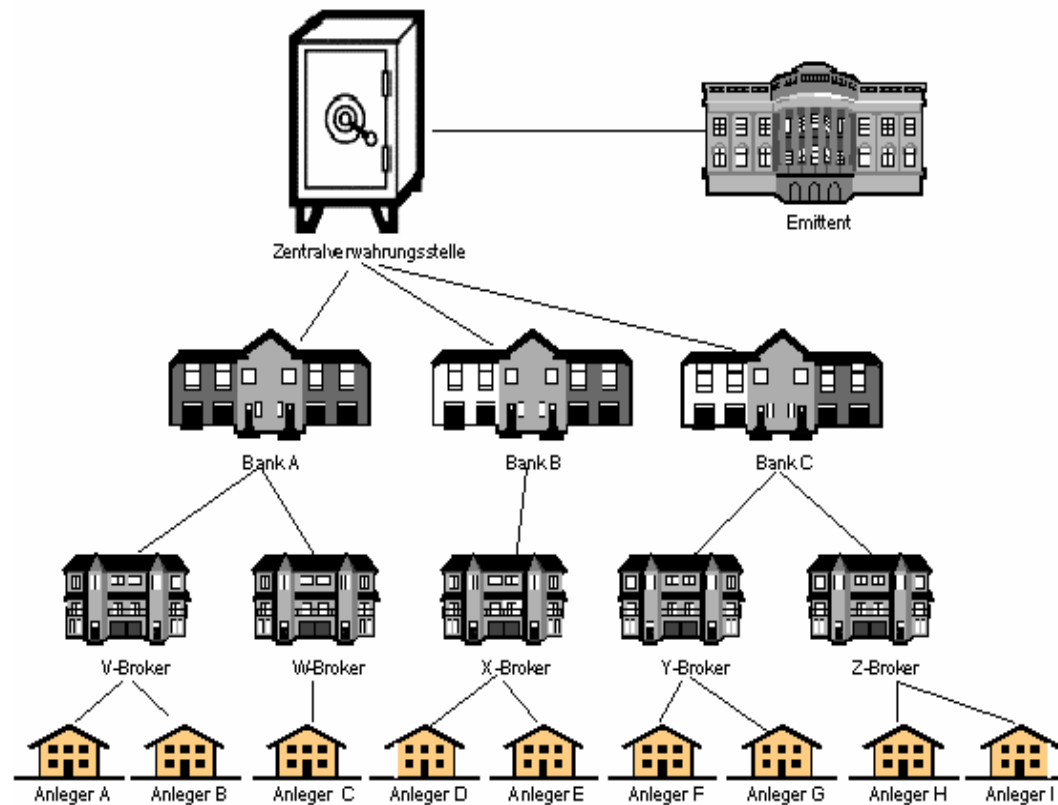 Emittent
Zentralverwahrungsstelle
Bank A
Bank B
Bank C
V-Broker
W-Broker
X-Broker
Y-Broker
Z-Broker
Anleger A
Anleger B
Anleger C
Anleger D
Anleger E
Anleger F
Anleger G
Anleger H
Anleger I